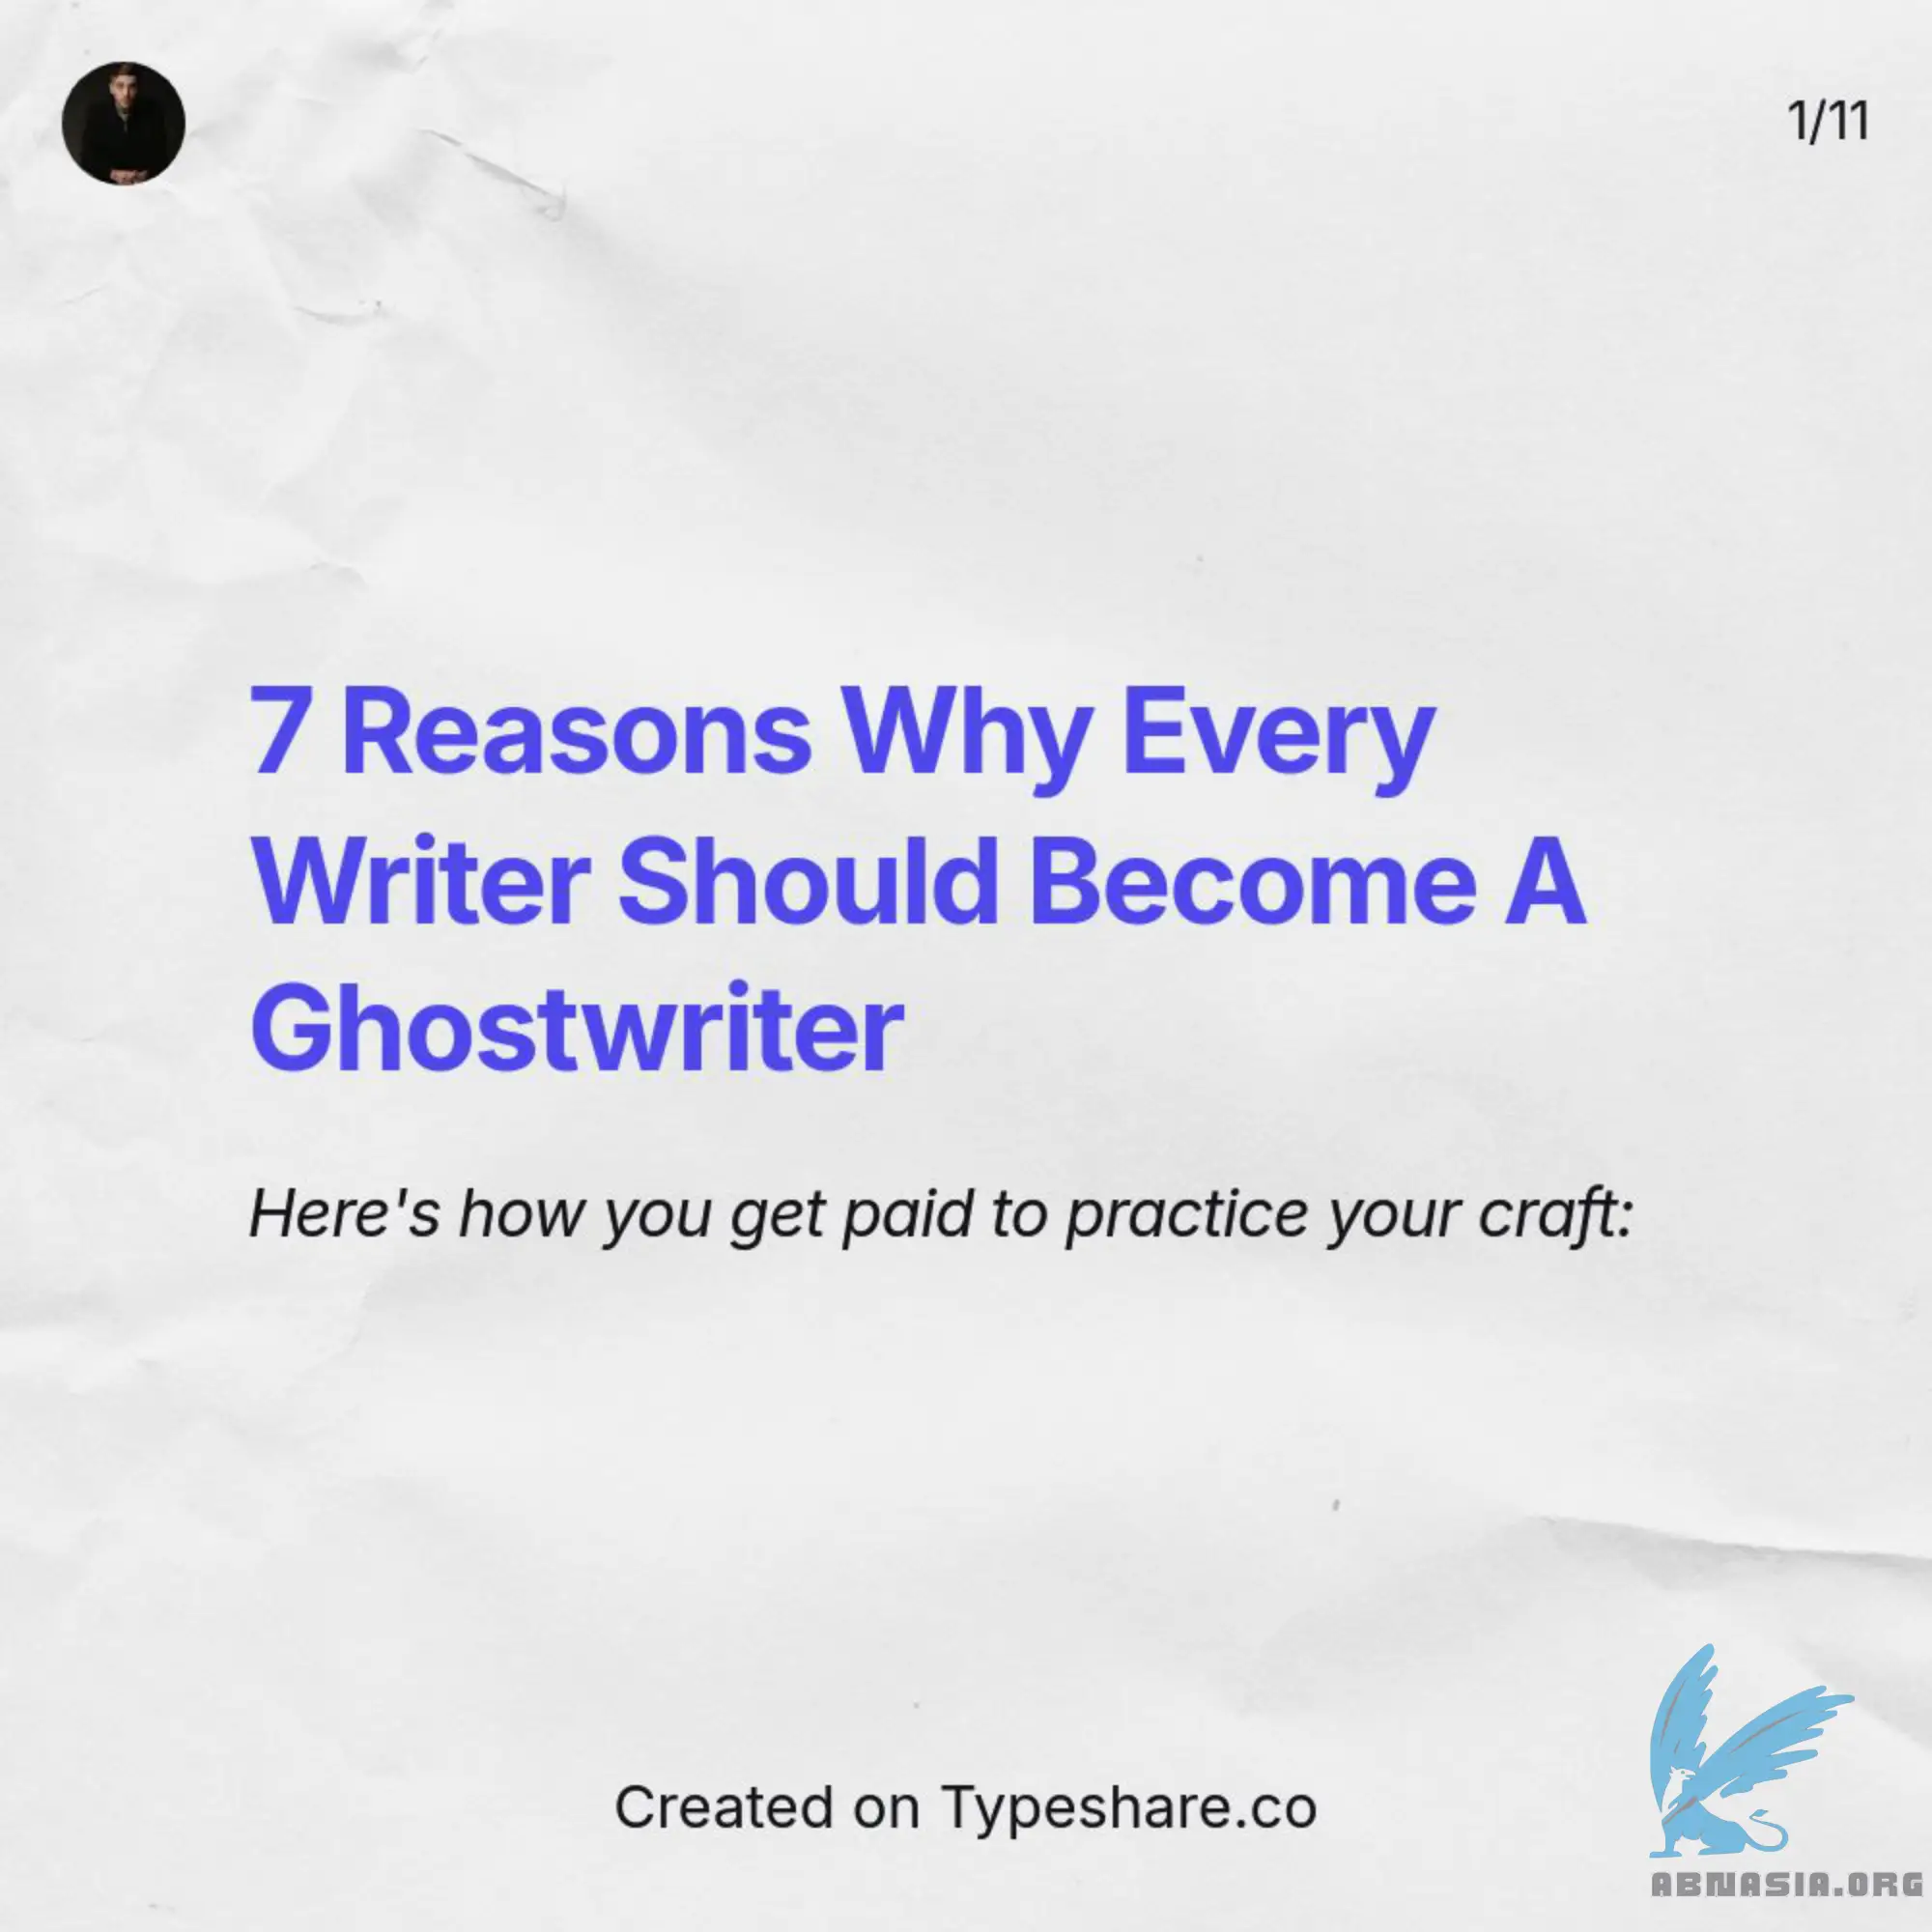 1/11
7 Reasons Why Every
Writer Should Become A
Ghostwriter
Here's how you get paid to practice your craft:
Created on Typeshare.co
ABNASIA.ORG